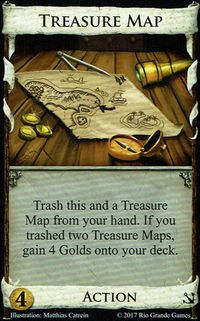 Treasure Map
Trash this and a Treasure
Map from your hand. If you
trashed two Treasure Maps,
gain 4 Golds onto your deck.
4
Action
Illustration: Matthias Catrein
© 2017 Rio Grande Games